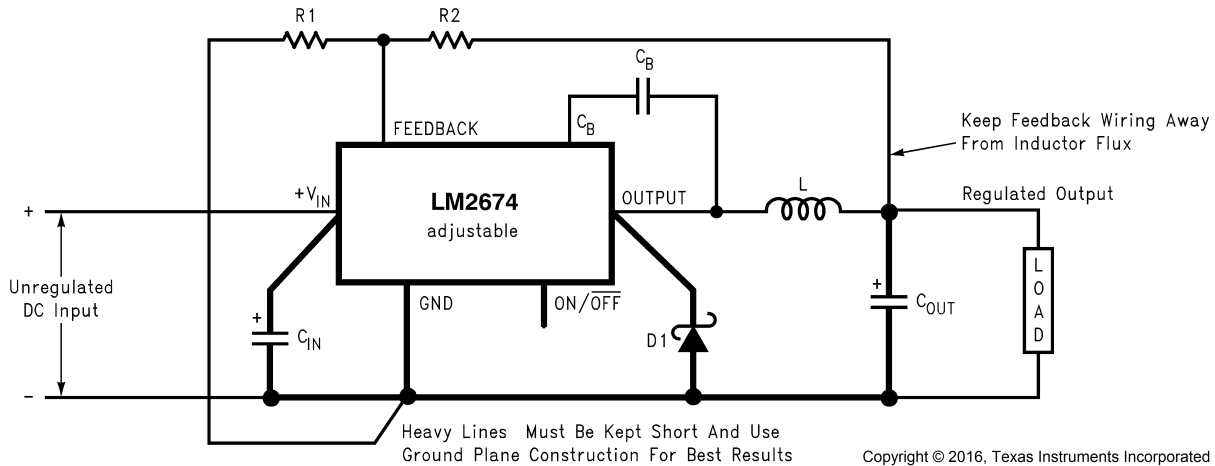 R1
R2
C_B
FEEDBACK
C_B
Keep Feedback Wiring Away
From Inductor Flux
+V_IN
LM2674
adjustable
OUTPUT
L
Regulated Output
+
Unregulated
DC Input
-
+
C_IN
GND
ON/O̅F̅F̅
D1
+
C_OUT
LOAD
Heavy Lines Must Be Kept Short And Use
Ground Plane Construction For Best Results
Copyright © 2016, Texas Instruments Incorporated